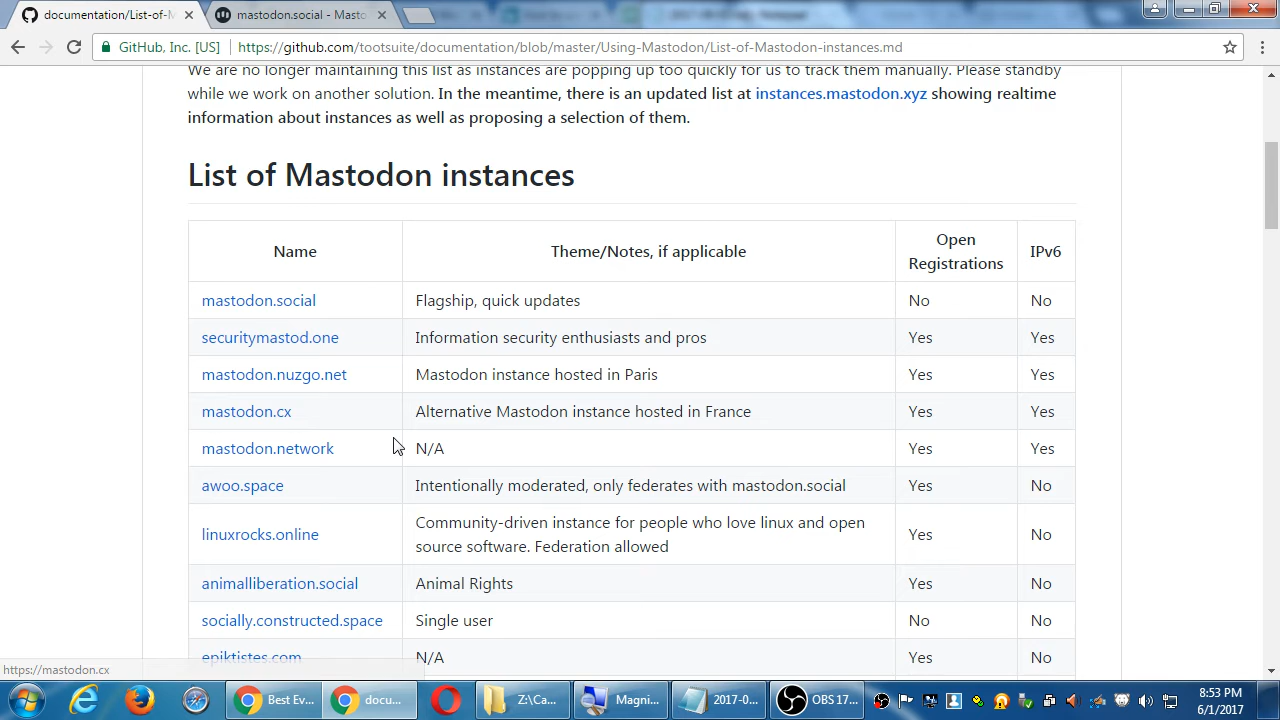 documentation/List-of-M
mastodon.social - Masto
GitHub, Inc. [US]
https://github.com/tootsuite/documentation/blob/master/Using-Mastodon/List-of-Mastodon-instances.md
We are no longer maintaining this list as instances are popping up too quickly for us to track them manually. Please standby
while we work on another solution. In the meantime, there is an updated list at instances.mastodon.xyz showing realtime
information about instances as well as proposing a selection of them.
List of Mastodon instances
Name Theme/Notes, if applicable Open Registrations IPv6
mastodon.social Flagship, quick updates No No
securitymastod.one Information security enthusiasts and pros Yes Yes
mastodon.nuzgo.net Mastodon instance hosted in Paris Yes Yes
mastodon.cx Alternative Mastodon instance hosted in France Yes Yes
mastodon.network N/A Yes Yes
awoo.space Intentionally moderated, only federates with mastodon.social Yes No
linuxrocks.online Community-driven instance for people who love linux and open
source software. Federation allowed Yes No
animalliberation.social Animal Rights Yes No
socially.constructed.space Single user No No
epiktistes.com N/A Yes No
https://mastodon.cx
Best Ev...
docu...
Z:\Ca...
Magni...
2017-0...
OBS 17...
8:53 PM
6/1/2017